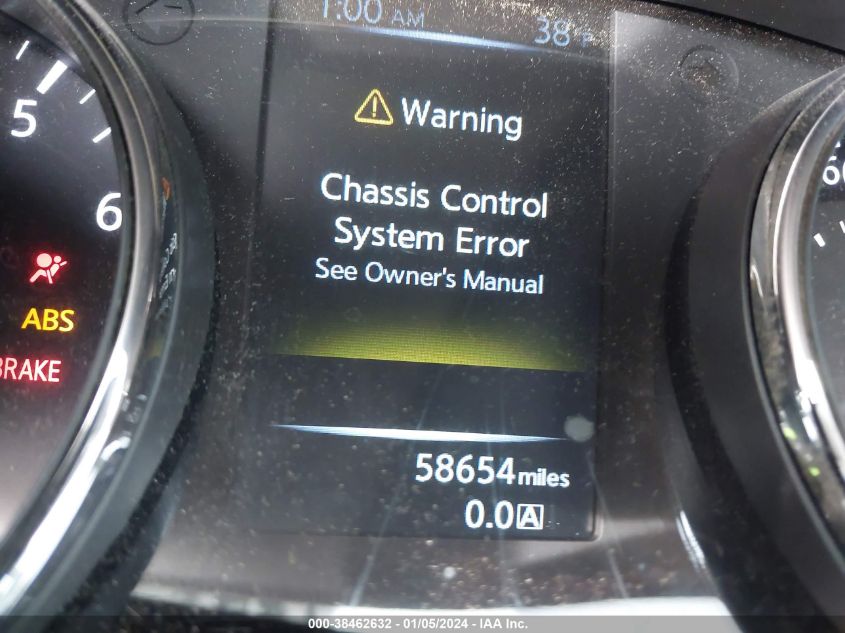 1:00 AM 38 F
5
Warning
6
Chassis Control
System Error
See Owner's Manual
ABS
BRAKE
58654 miles
0.0 A
000-38462632 - 01/05/2024 - IAA Inc.